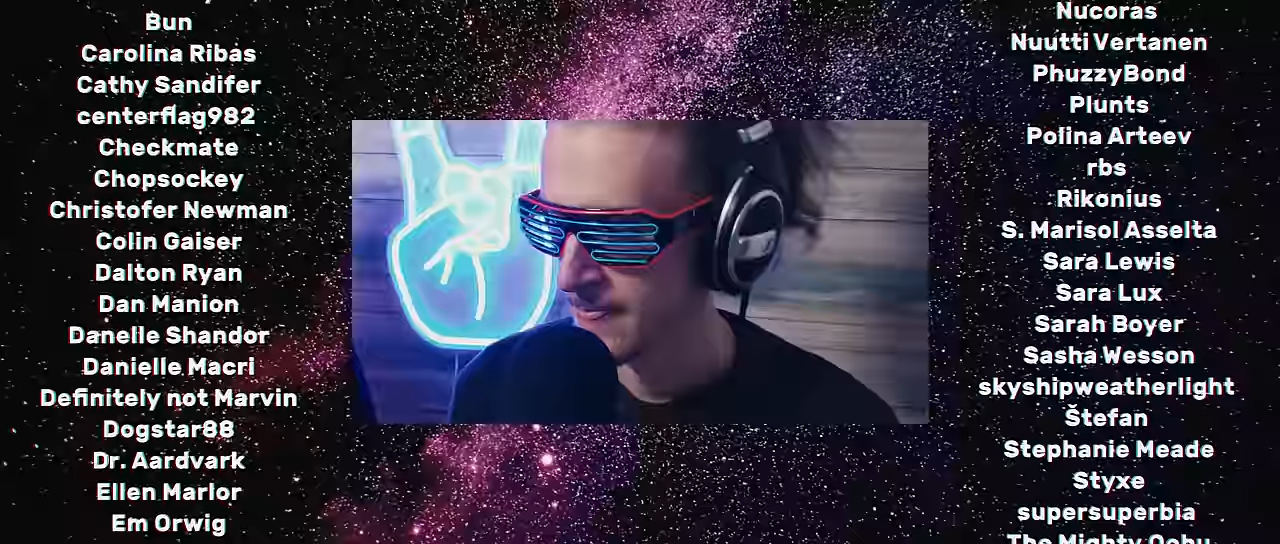 Bun
Carolina Ribas
Cathy Sandifer
centerflag982
Checkmate
Chopsockey
Christofer Newman
Colin Gaiser
Dalton Ryan
Dan Manion
Danelle Shandor
Danielle Macri
Definitely not Marvin
Dogstar88
Dr. Aardvark
Ellen Marlor
Em Orwig
Nucoras
Nuutti Vertanen
PhuzzyBond
Plunts
Polina Arteev
rbs
Rikonius
S. Marisol Asselta
Sara Lewis
Sara Lux
Sarah Boyer
Sasha Wesson
skyshipweatherlight
Štefan
Stephanie Meade
Styxe
supersuperbia
The Mighty